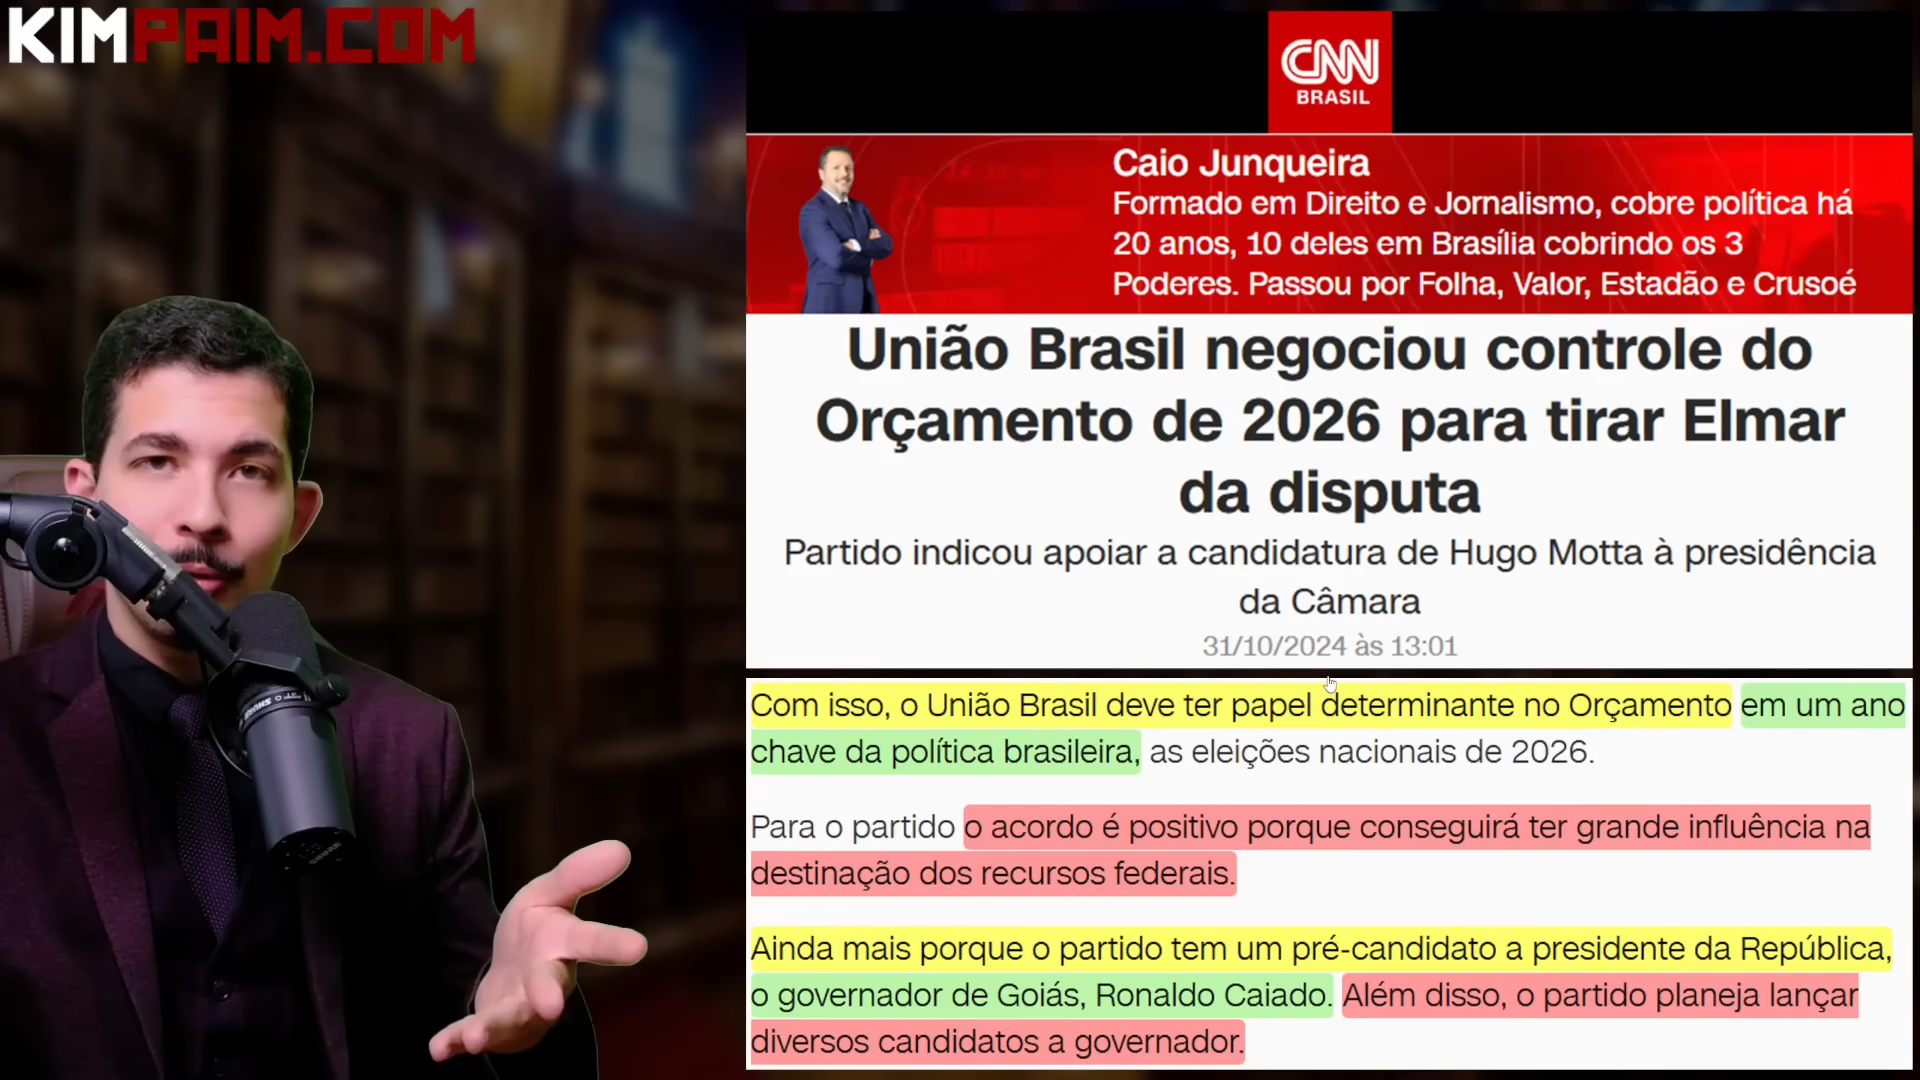 KIMPAIM.COM
CNN
BRASIL
Caio Junqueira
Formado em Direito e Jornalismo, cobre política há
20 anos, 10 deles em Brasília cobrindo os 3
Poderes. Passou por Folha, Valor, Estadão e Crusoé
União Brasil negociou controle do
Orçamento de 2026 para tirar Elmar
da disputa
Partido indicou apoiar a candidatura de Hugo Motta à presidência
da Câmara
31/10/2024 às 13:01
Com isso, o União Brasil deve ter papel determinante no Orçamento em um ano
chave da política brasileira, as eleições nacionais de 2026.
Para o partido o acordo é positivo porque conseguirá ter grande influência na
destinação dos recursos federais.
Ainda mais porque o partido tem um pré-candidato a presidente da República,
o governador de Goiás, Ronaldo Caiado. Além disso, o partido planeja lançar
diversos candidatos a governador.